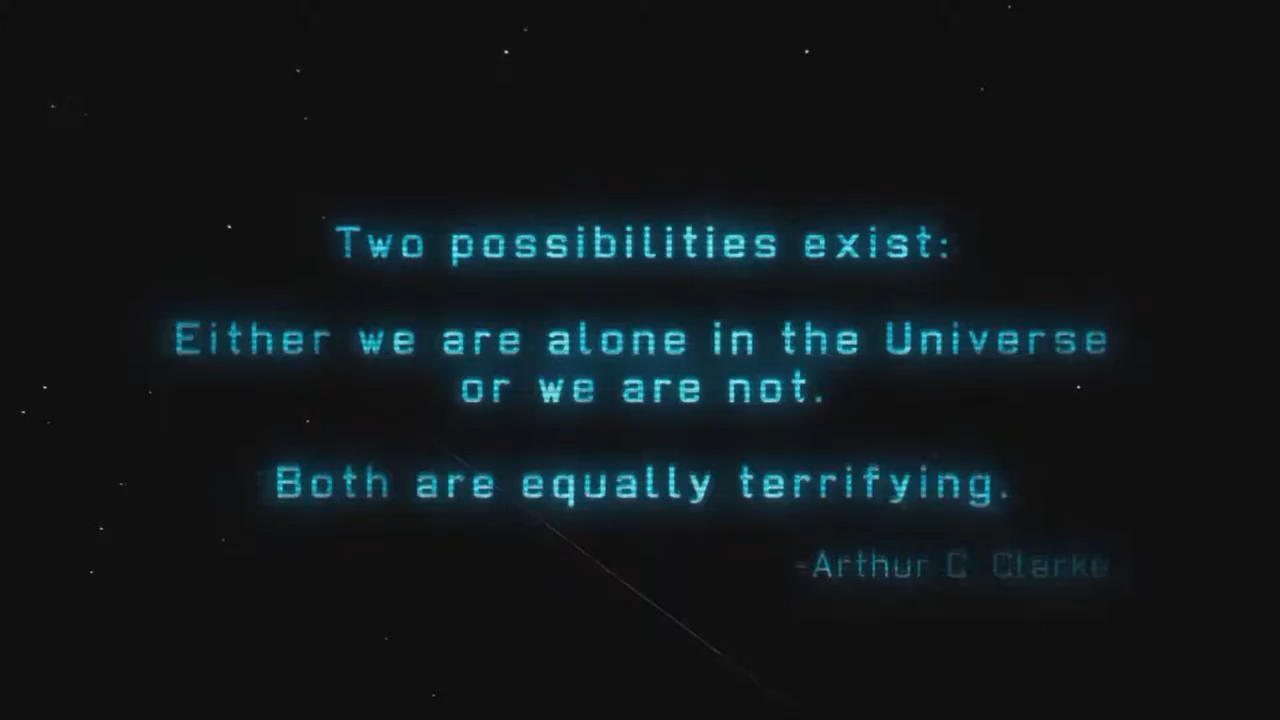 Two possibilities exist:
Either we are alone in the Universe
or we are not.
Both are equally terrifying.
-Arthur C Clarke